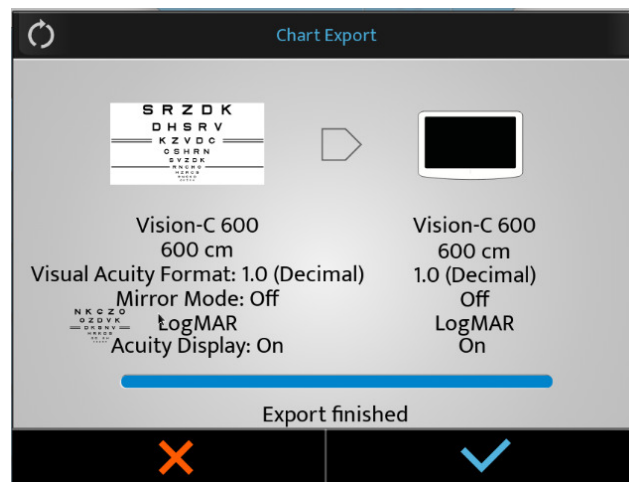 Chart Export
S R Z D K
D H S R V
K Z V D C
C S H R N
S V Z D K
Vision-C 600
600 cm
Visual Acuity Format: 1.0 (Decimal)
Mirror Mode: Off
LogMAR
Acuity Display: On
N K C Z O
O Z D V K
D K S N V
Vision-C 600
600 cm
1.0 (Decimal)
Off
LogMAR
On
Export finished